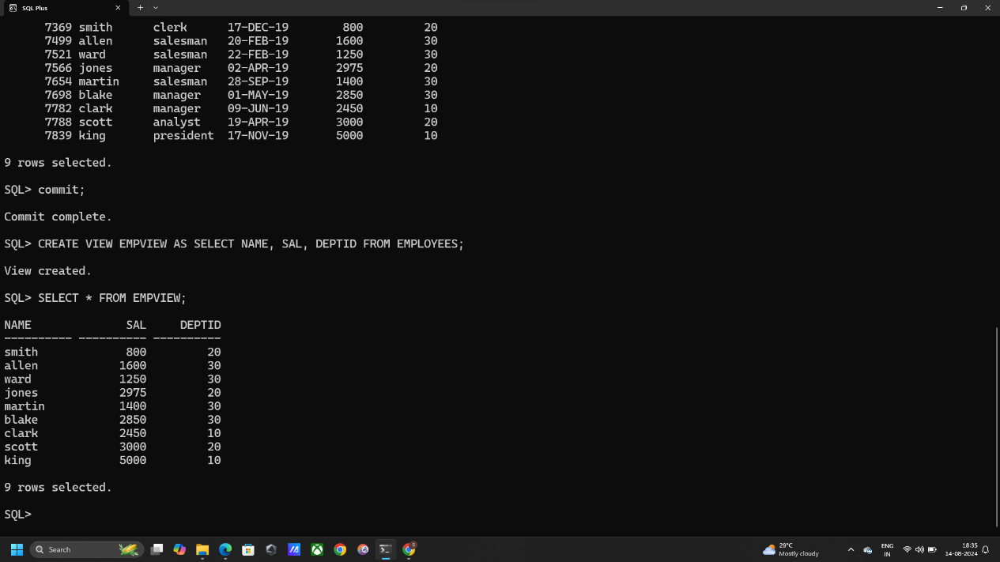 SQL Plus
7369 smith clerk 17-DEC-19 800 20
7499 allen salesman 20-FEB-19 1600 30
7521 ward salesman 22-FEB-19 1250 30
7566 jones manager 02-APR-19 2975 20
7654 martin salesman 28-SEP-19 1400 30
7698 blake manager 01-MAY-19 2850 30
7782 clark manager 09-JUN-19 2450 10
7788 scott analyst 19-APR-19 3000 20
7839 king president 17-NOV-19 5000 10
9 rows selected.
SQL> commit;
Commit complete.
SQL> CREATE VIEW EMPVIEW AS SELECT NAME, SAL, DEPTID FROM EMPLOYEES;
View created.
SQL> SELECT * FROM EMPVIEW;
NAME SAL DEPTID
---------- ---------- ----------
smith 800 20
allen 1600 30
ward 1250 30
jones 2975 20
martin 1400 30
blake 2850 30
clark 2450 10
scott 3000 20
king 5000 10
9 rows selected.
SQL>
Search
29°C
Mostly cloudy
ENG
IN
18:35
14-08-2024